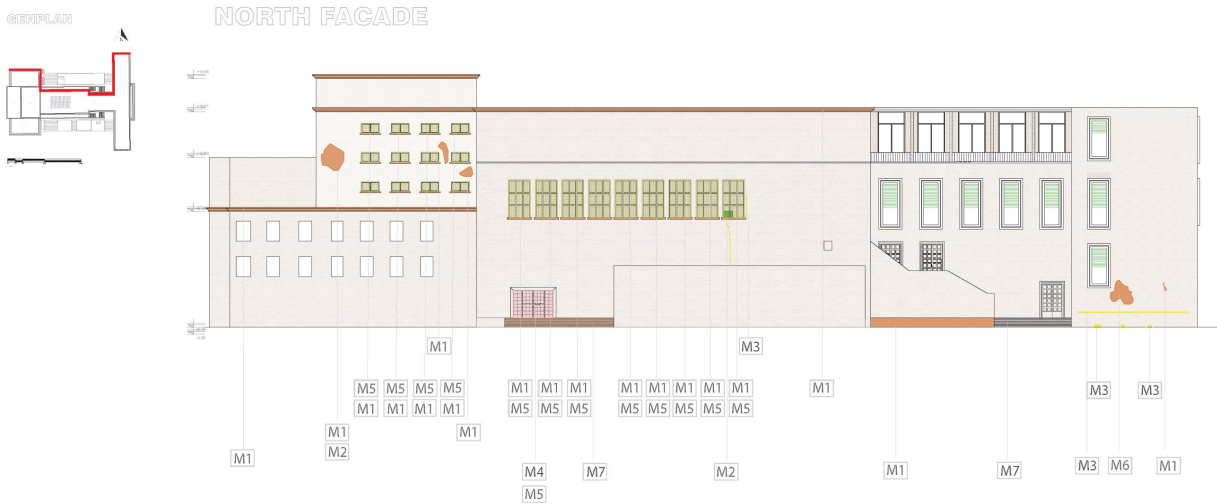 GENPLAN
NORTH FACADE
M1
M3
M5 M5 M5 M5 M1 M1 M1 M1 M1 M1 M1 M1 M1 M3 M3
M1 M1 M1 M1 M5 M5 M5 M5 M5 M5 M5 M5
M1 M1
M2
M1 M4 M7 M2 M1 M7 M3 M6 M1
M5